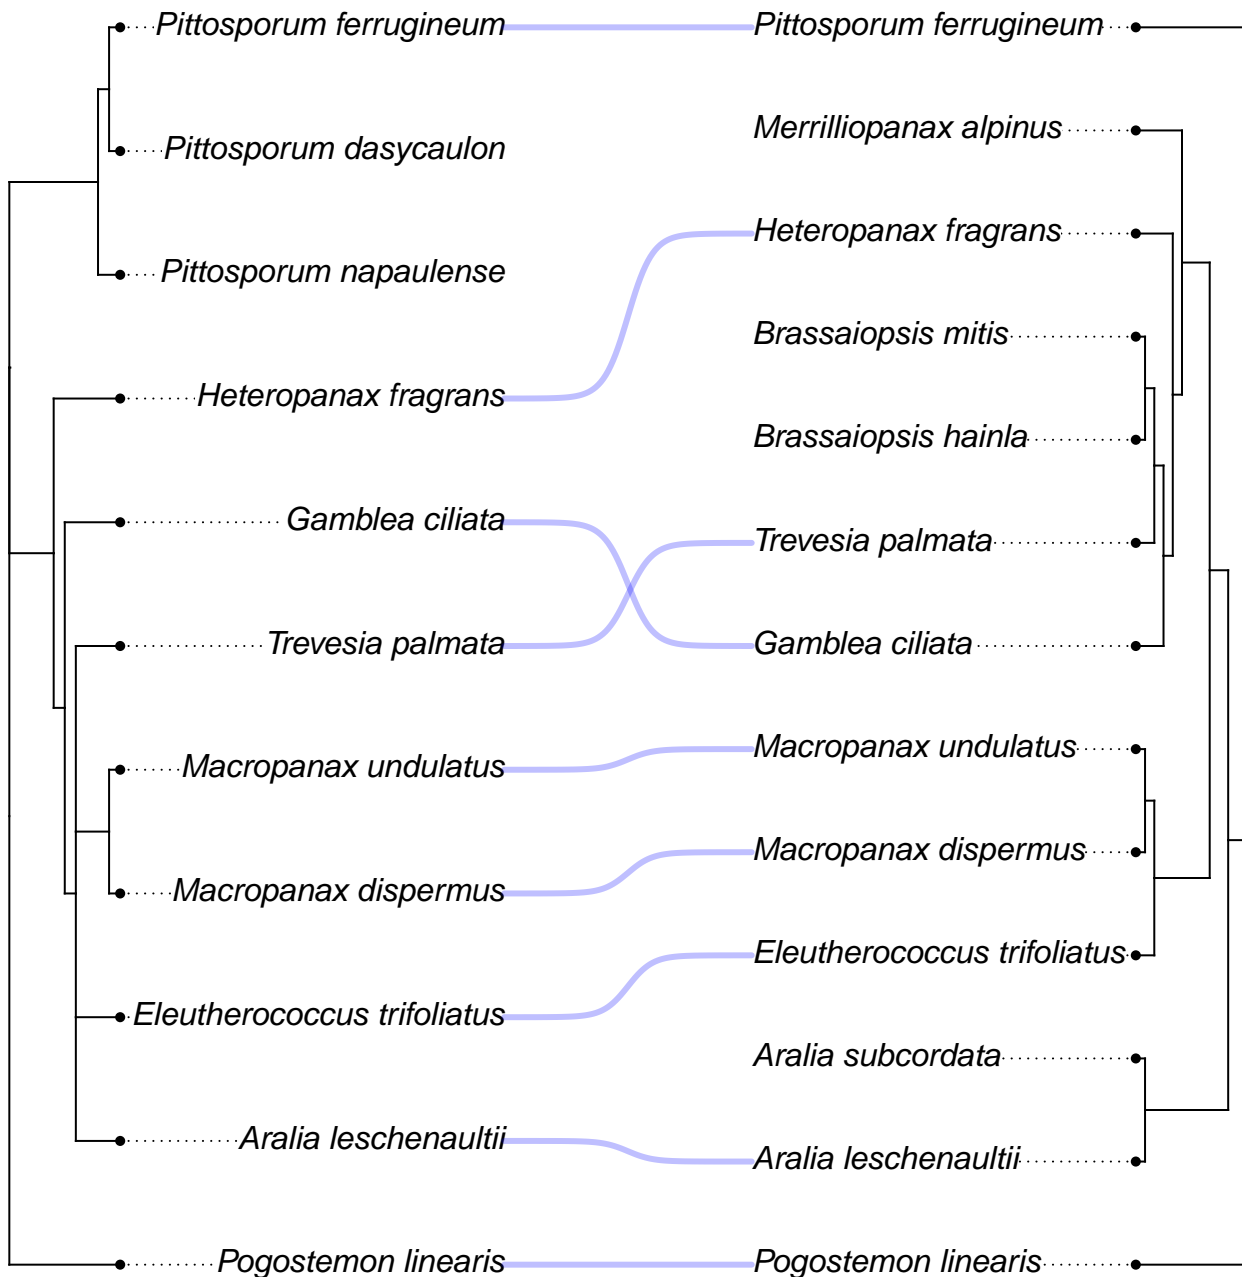 Pittosporum ferrugineum
Pittosporum dasycaulon
Pittosporum napaulense
Heteropanax fragrans
Gamblea ciliata
Trevesia palmata
Macropanax undulatus
Macropanax dispermus
Eleutherococcus trifoliatus
Aralia leschenaultii
Pogostemon linearis
Pittosporum ferrugineum
Merrilliopanax alpinus
Heteropanax fragrans
Brassaiopsis mitis
Brassaiopsis hainla
Trevesia palmata
Gamblea ciliata
Macropanax undulatus
Macropanax dispermus
Eleutherococcus trifoliatus
Aralia subcordata
Aralia leschenaultii
Pogostemon linearis